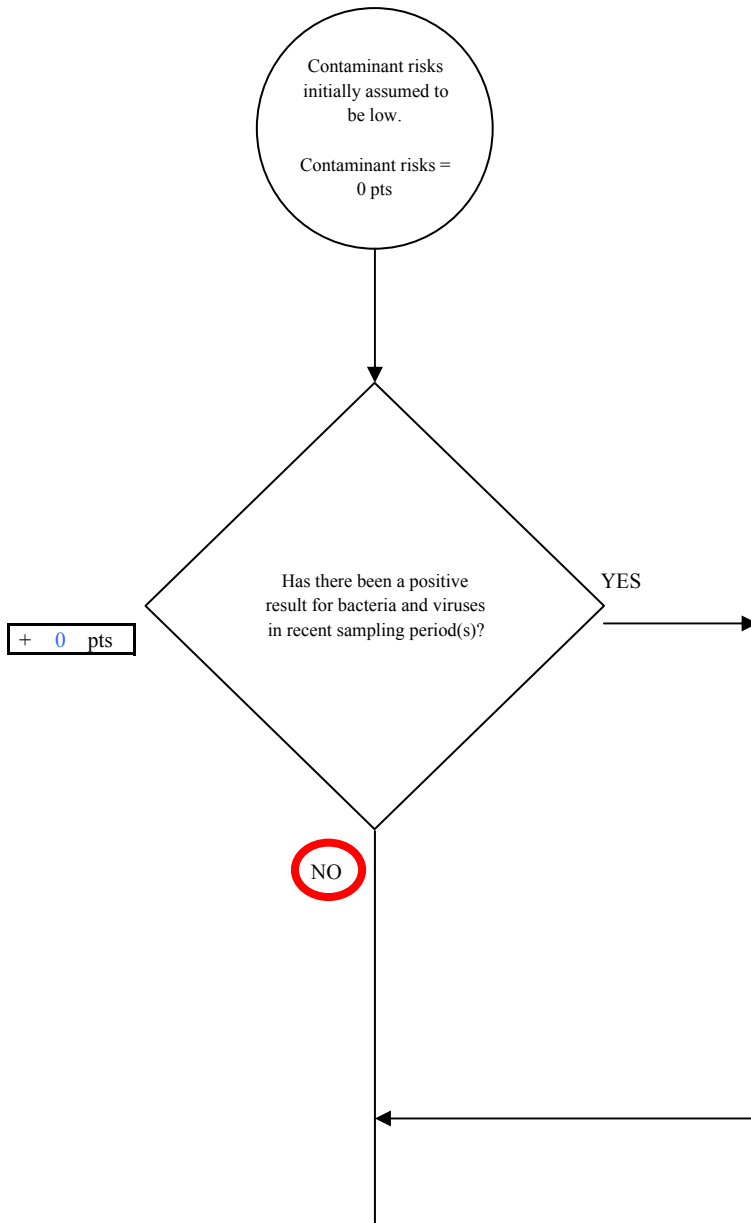 Contaminant risks
initially assumed to
be low.
Contaminant risks =
0 pts
Has there been a positive
result for bacteria and viruses
in recent sampling period(s)?
YES
+ 0 pts
NO